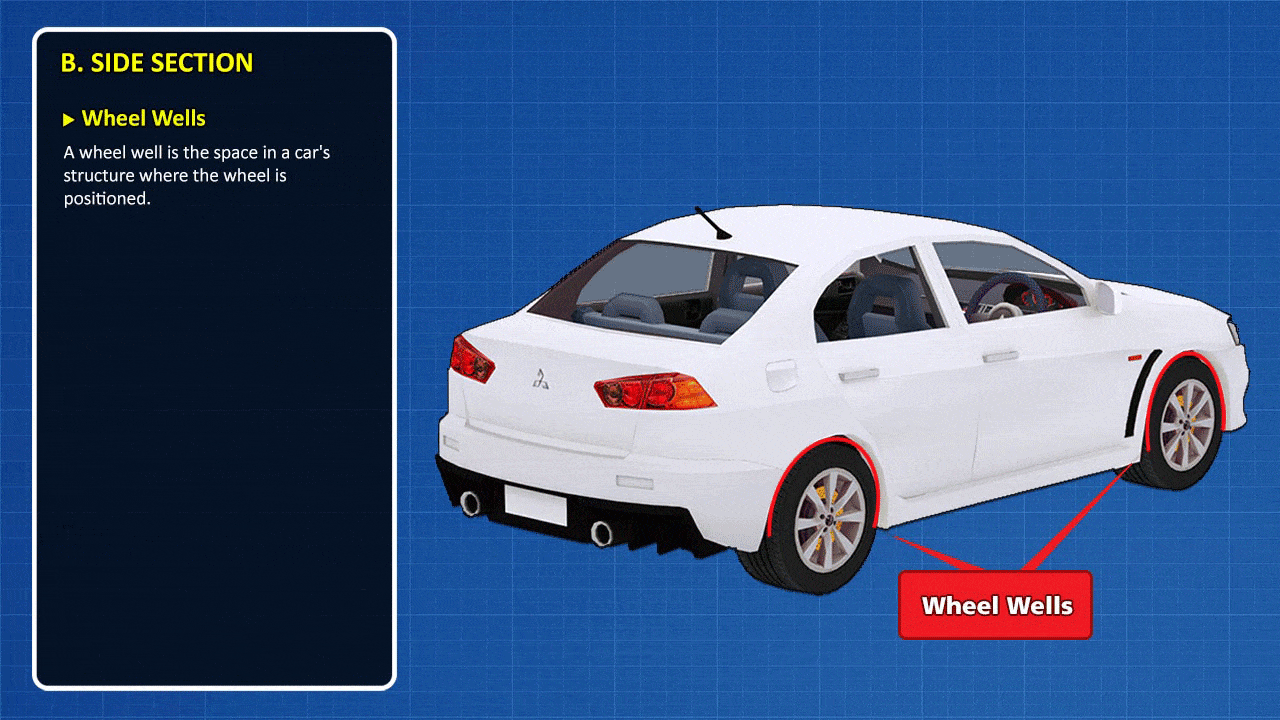 B. SIDE SECTION
Wheel Wells
A wheel well is the space in a car's
structure where the wheel is
positioned.
Wheel Wells